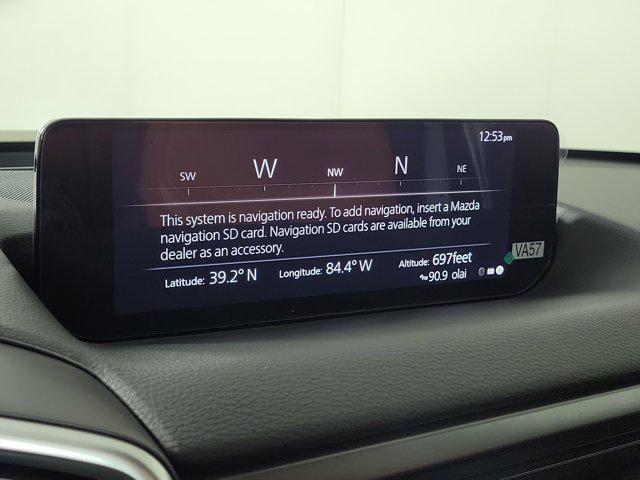 12:53pm
SW W NW N NE
This system is navigation ready. To add navigation, insert a Mazda
navigation SD card. Navigation SD cards are available from your
dealer as an accessory.
Latitude: 39.2° N Longitude: 84.4° W Altitude: 697feet
90.9 olai
VA57